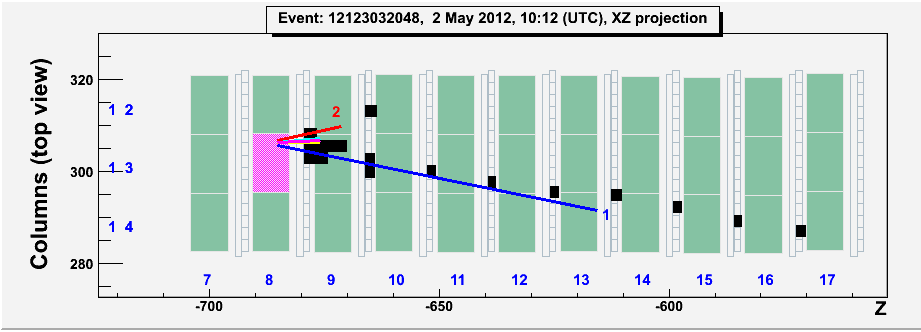 Event: 12123032048, 2 May 2012, 10:12 (UTC), XZ projection
Columns (top view)
320
300
280
1 2
1 3
1 4
2
1
7 8 9 10 11 12 13 14 15 16 17
-700 -650 -600 Z